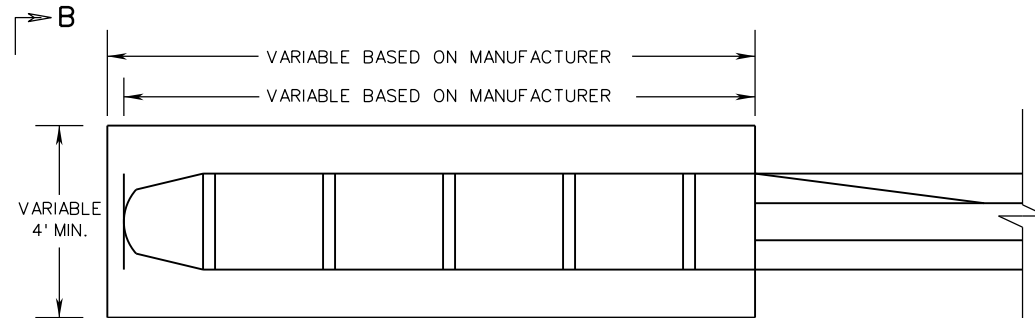 B
VARIABLE BASED ON MANUFACTURER
VARIABLE BASED ON MANUFACTURER
VARIABLE
4' MIN.